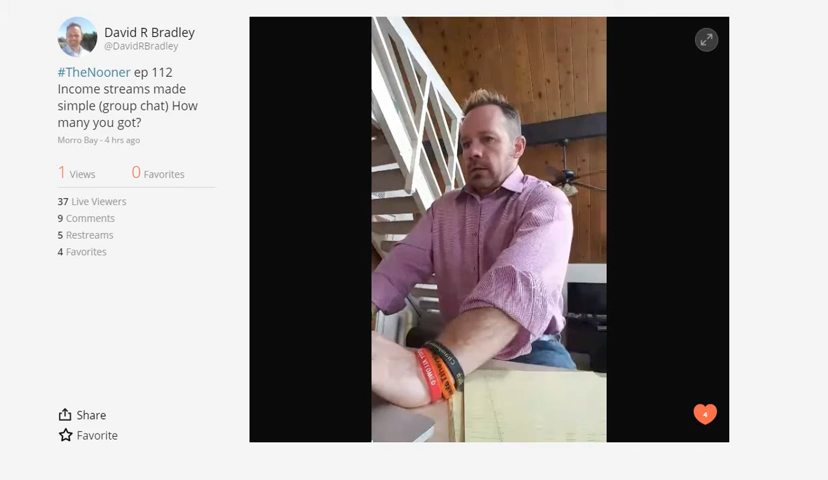 David R Bradley
@DavidRBradley
#TheNooner ep 112
Income streams made
simple (group chat) How
many you got?
Morro Bay - 4 hrs ago
1 Views 0 Favorites
37 Live Viewers
9 Comments
5 Restreams
4 Favorites
4
Share
Favorite